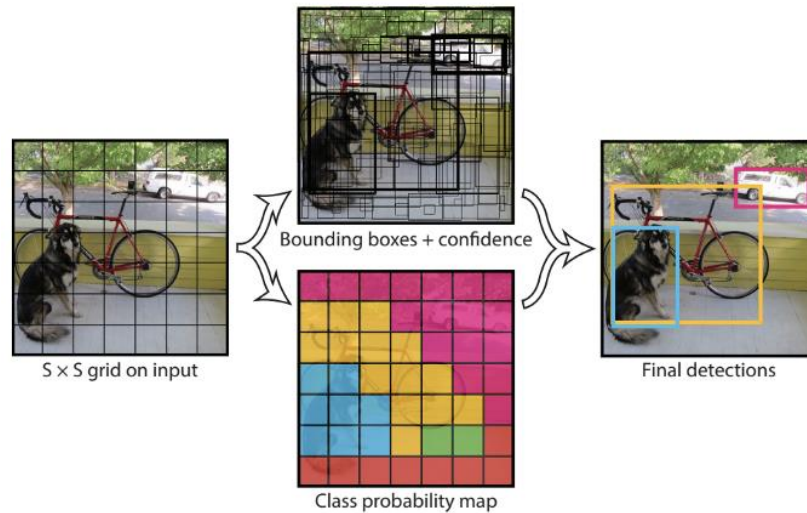 Bounding boxes + confidence
S × S grid on input
Final detections
Class probability map